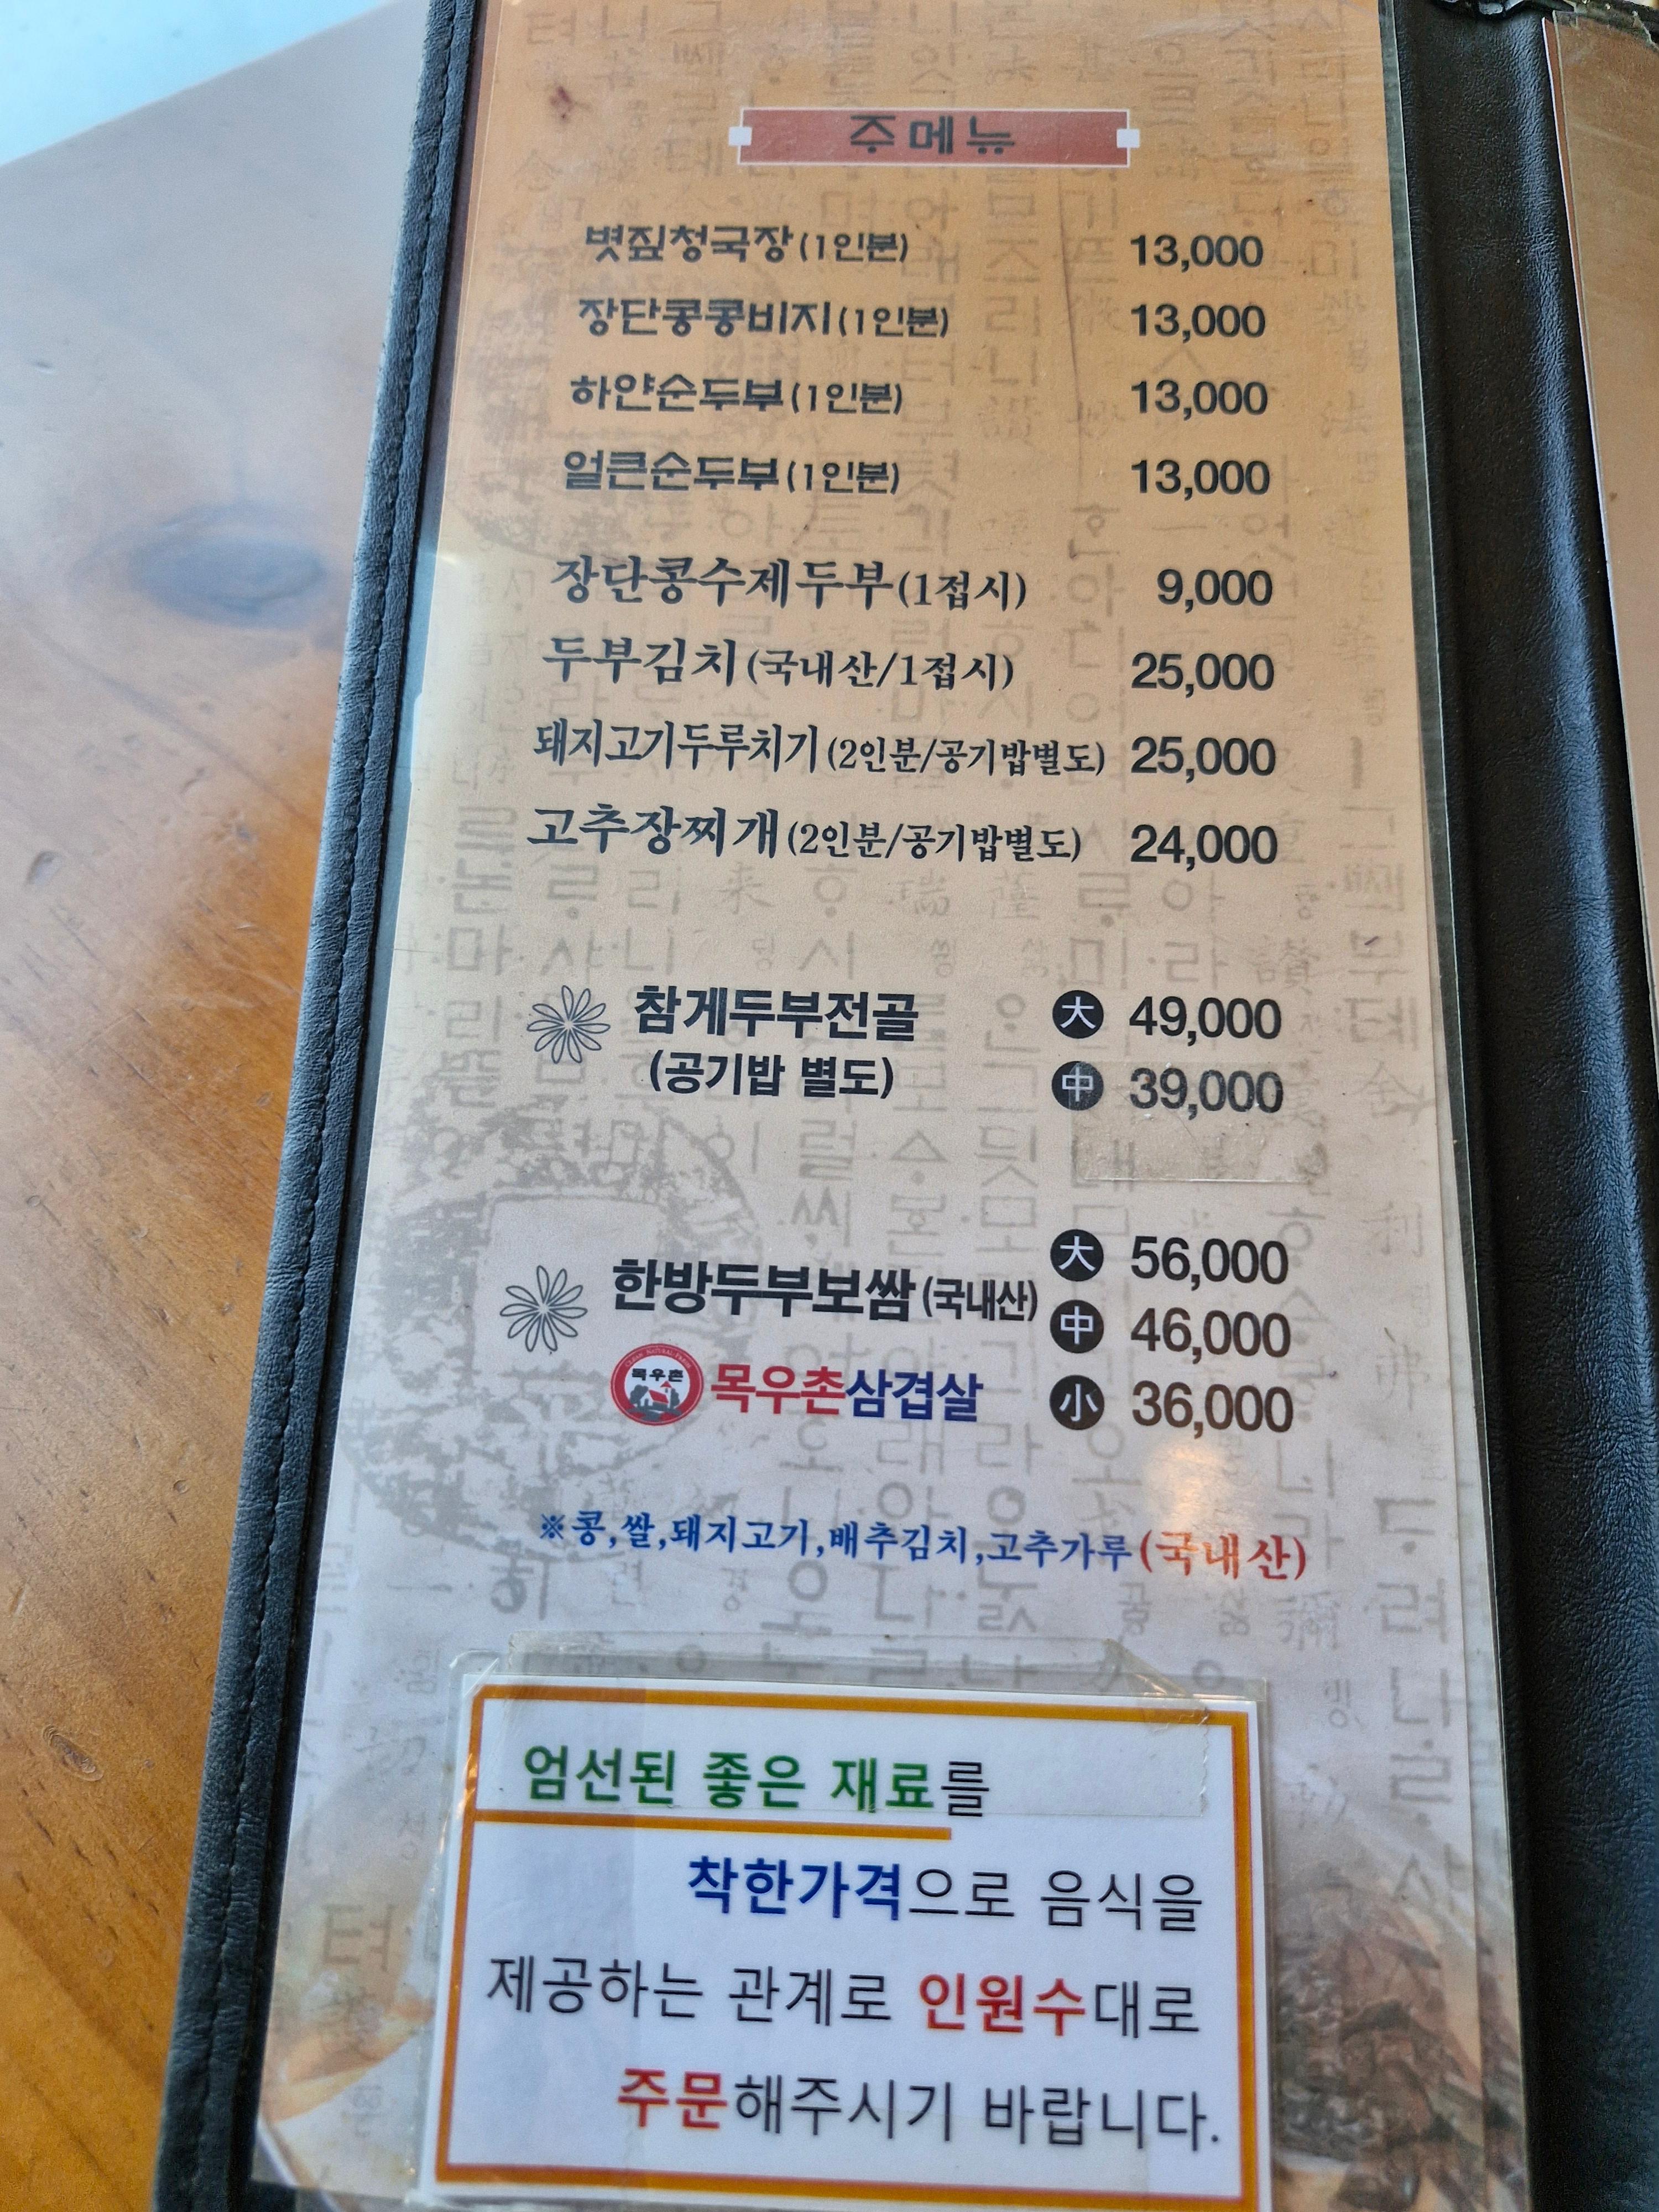 주메뉴
볏짚청국장(1인분) 13,000
장단콩콩비지(1인분) 13,000
하얀순두부(1인분) 13,000
얼큰순두부(1인분) 13,000
장단콩수제두부(1접시) 9,000
두부김치(국내산/1접시) 25,000
돼지고기두루치기(2인분/공기밥별도) 25,000
고추장찌개(2인분/공기밥별도) 24,000
참게두부전골 大 49,000
(공기밥 별도) 中 39,000
大 56,000
한방두부보쌈(국내산) 中 46,000
목우촌 목우촌삼겹살 小 36,000
※콩,쌀,돼지고기,배추김치,고추가루(국내산)
엄선된 좋은 재료를
착한가격으로 음식을
제공하는 관계로 인원수대로
주문해주시기 바랍니다.